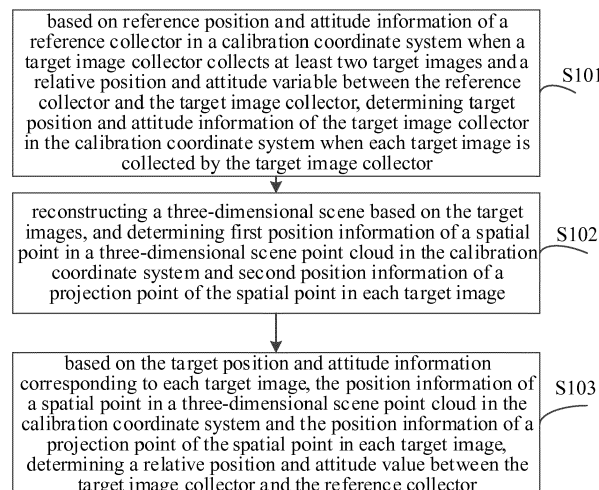 based on reference position and attitude information of a
reference collector in a calibration coordinate system when a
target image collector collects at least two target images and a
relative position and attitude variable between the reference
collector and the target image collector, determining target
position and attitude information of the target image collector
in the calibration coordinate system when each target image is
collected by the target image collector
S101
reconstructing a three-dimensional scene based on the target
images, and determining first position information of a spatial
point in a three-dimensional scene point cloud in the calibration
coordinate system and second position information of a
projection point of the spatial point in each target image
S102
based on the target position and attitude information
corresponding to each target image, the position information of
a spatial point in a three-dimensional scene point cloud in the
calibration coordinate system and the position information of a
projection point of the spatial point in each target image,
determining a relative position and attitude value between the
target image collector and the reference collector
S103